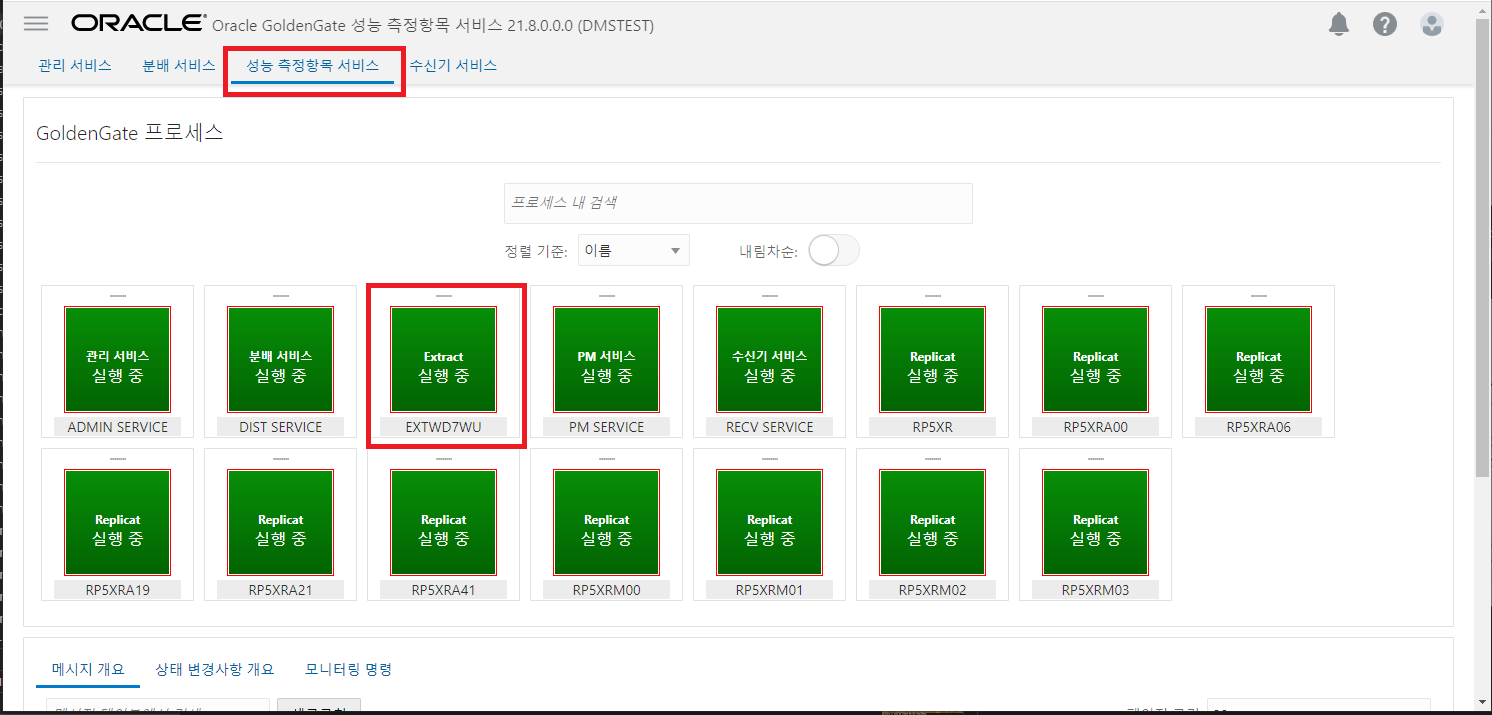 ORACLE® Oracle GoldenGate 성능 측정항목 서비스 21.8.0.0.0 (DMSTEST)
관리 서비스 분배 서비스 성능 측정항목 서비스 수신기 서비스
GoldenGate 프로세스
프로세스 내 검색
정렬 기준: 이름 내림차순:
관리 서비스 분배 서비스 Extract PM 서비스 수신기 서비스 Replicat Replicat Replicat
실행 중 실행 중 실행 중 실행 중 실행 중 실행 중 실행 중 실행 중
ADMIN SERVICE DIST SERVICE EXTWD7WU PM SERVICE RECV SERVICE RP5XR RP5XRA00 RP5XRA06
Replicat Replicat Replicat Replicat Replicat Replicat Replicat
실행 중 실행 중 실행 중 실행 중 실행 중 실행 중 실행 중
RP5XRA19 RP5XRA21 RP5XRA41 RP5XRM00 RP5XRM01 RP5XRM02 RP5XRM03
메시지 개요 상태 변경사항 개요 모니터링 명령